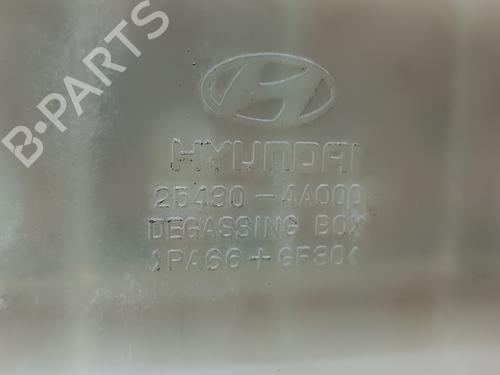 B-PARTS
HYUNDAI
25430-4A000
DEGASSING BOX
>PA66+GF30<